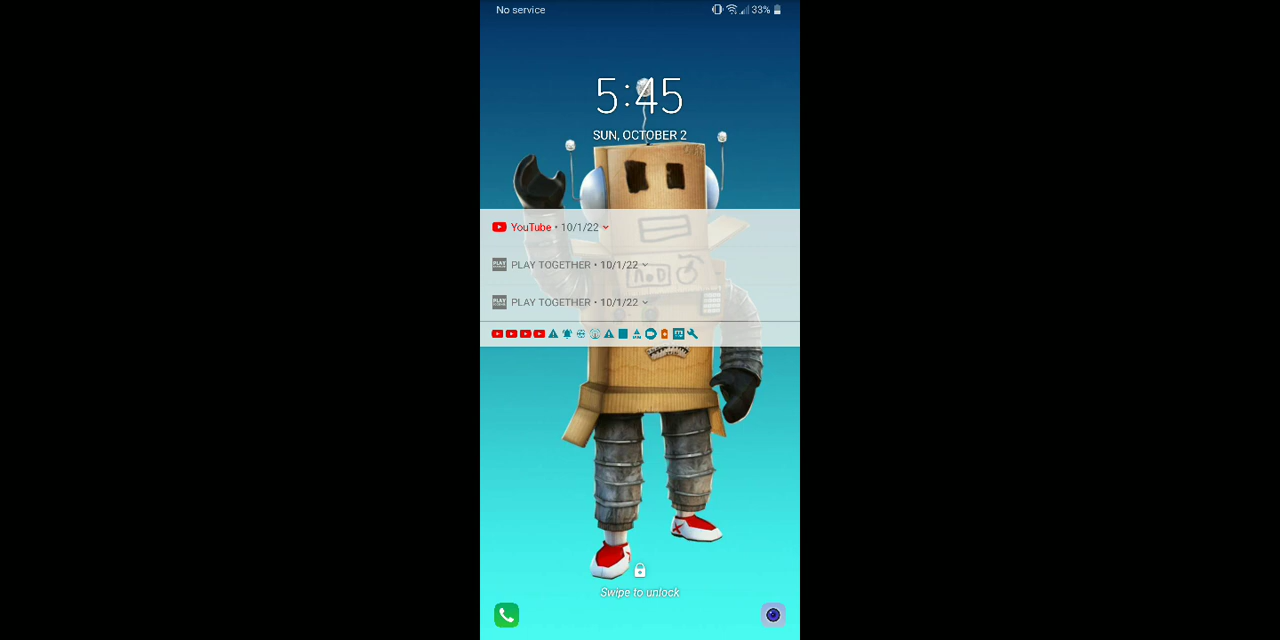 No service 33%
5:45
SUN, OCTOBER 2
YouTube • 10/1/22
PLAY TOGETHER • 10/1/22
PLAY TOGETHER • 10/1/22
Swipe to unlock